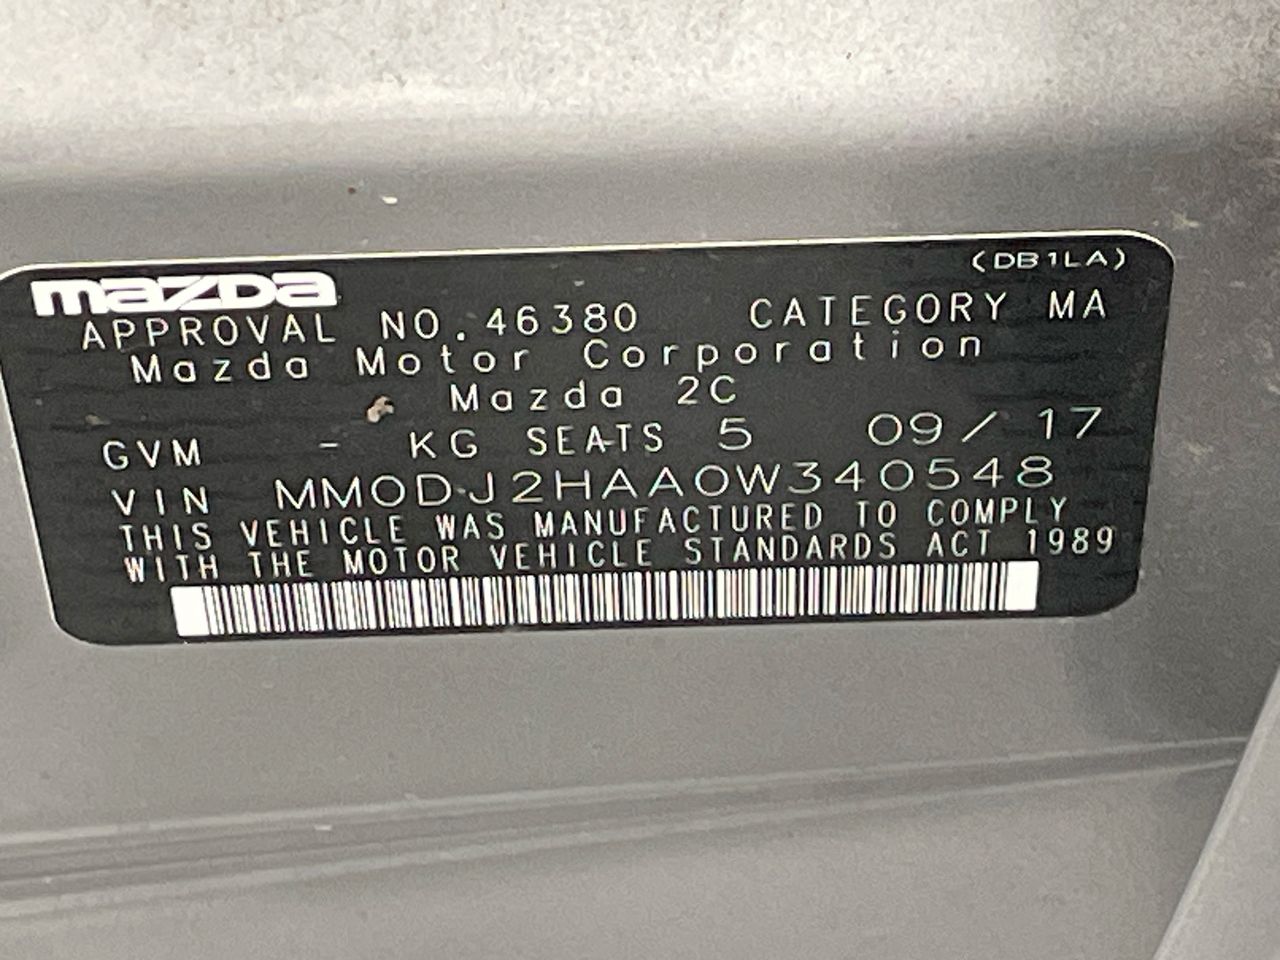 mazda
(DB1LA)
APPROVAL NO. 46380 CATEGORY MA
Mazda Motor Corporation
Mazda 2C
GVM - KG SEATS 5 09/17
VIN MM0DJ2HAA0W340548
THIS VEHICLE WAS MANUFACTURED TO COMPLY
WITH THE MOTOR VEHICLE STANDARDS ACT 1989